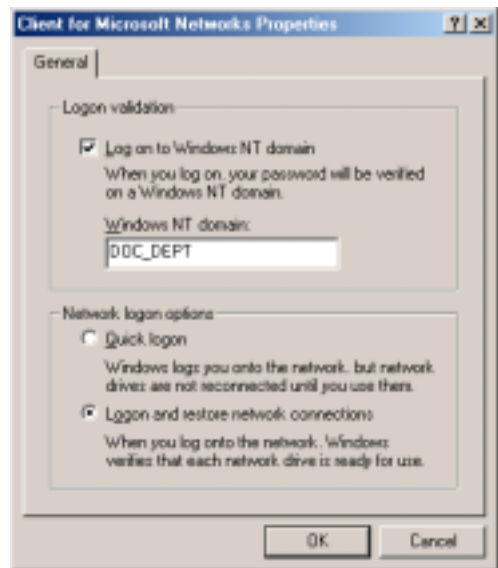 Client for Microsoft Networks Properties
General
Logon validation
Log on to Windows NT domain
When you log on, your password will be verified
on a Windows NT domain.
Windows NT domain:
DOC_DEPT
Network logon options
Quick logon
Windows logs you onto the network, but network
drives are not reconnected until you use them.
Logon and restore network connections
When you log onto the network, Windows
verifies that each network drive is ready for use.
OK
Cancel